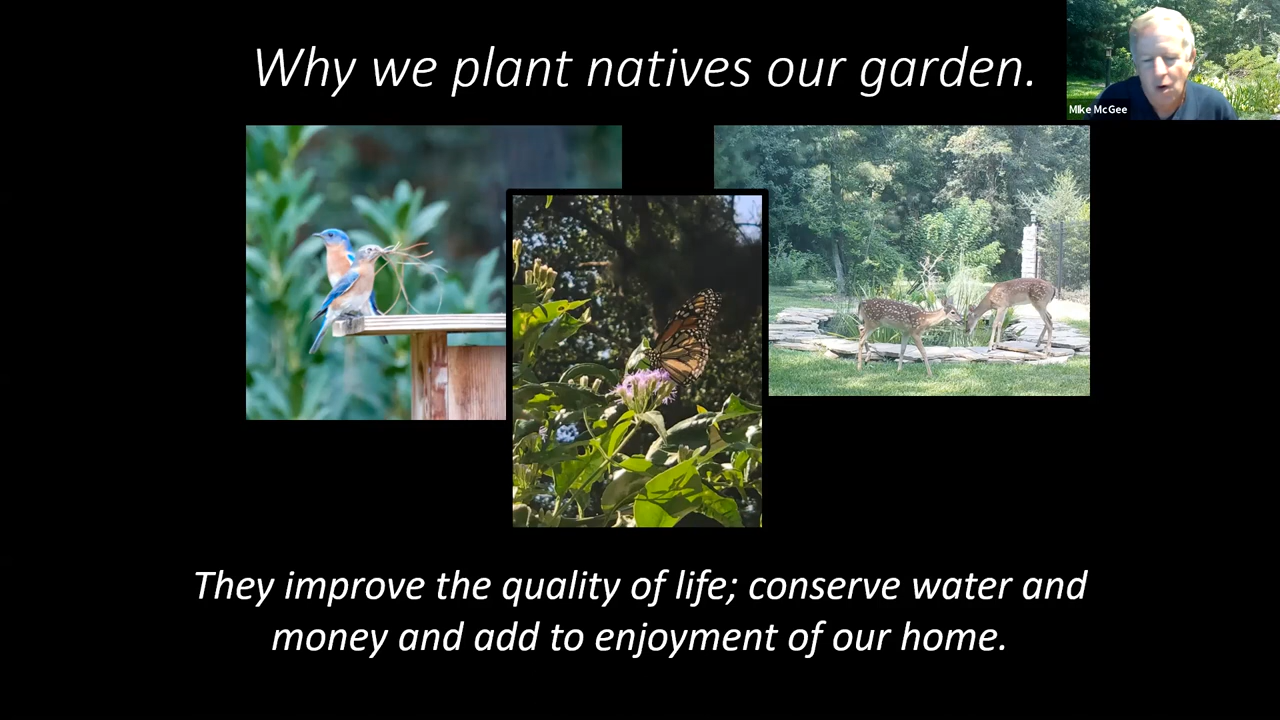 Why we plant natives our garden.
Mike McGee
They improve the quality of life; conserve water and
money and add to enjoyment of our home.